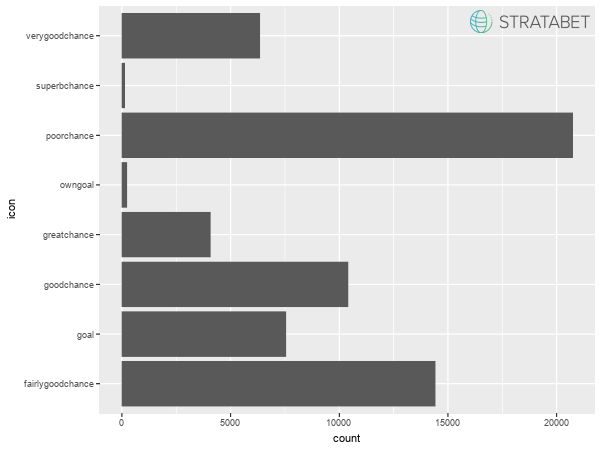 STRATABET
verygoodchance
superbchance
poorchance
owngoal
greatchance
goodchance
goal
fairlygoodchance
icon
0 5000 10000 15000 20000
count